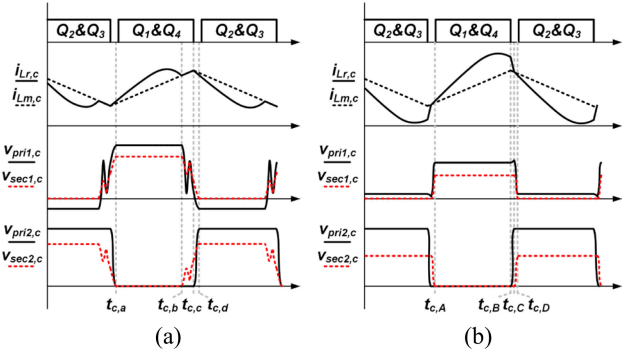 Q2&Q3 Q1&Q4 Q2&Q3
iLr,c
iLm,c
vpri1,c
vsec1,c
vpri2,c
vsec2,c
tc,a tc,b tc,c tc,d
(a)
Q2&Q3 Q1&Q4 Q2&Q3
iLr,c
iLm,c
vpri1,c
vsec1,c
vpri2,c
vsec2,c
tc,A tc,B tc,C tc,D
(b)